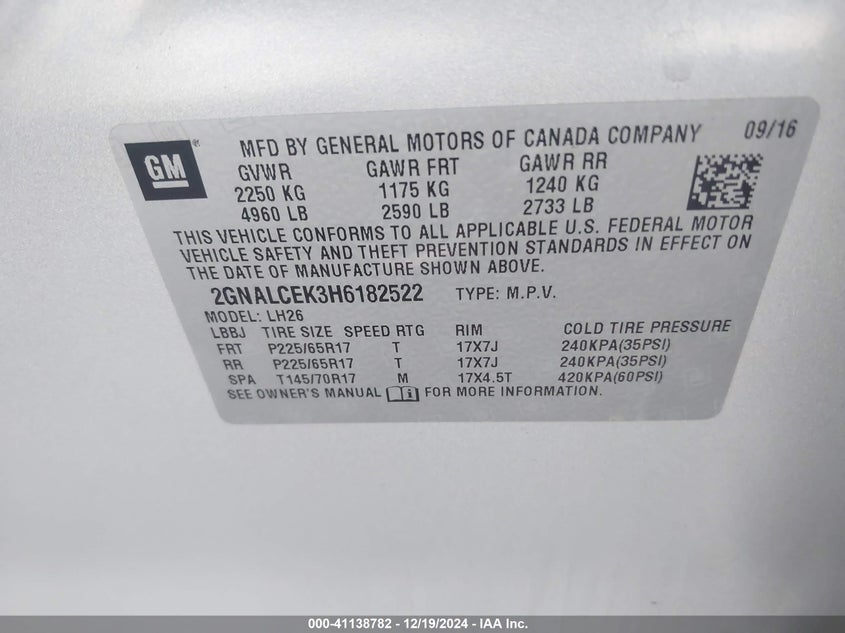 GM® MFD BY GENERAL MOTORS OF CANADA COMPANY 09/16
GVWR GAWR FRT GAWR RR
2250 KG 1175 KG 1240 KG
4960 LB 2590 LB 2733 LB
THIS VEHICLE CONFORMS TO ALL APPLICABLE U.S. FEDERAL MOTOR
VEHICLE SAFETY AND THEFT PREVENTION STANDARDS IN EFFECT ON
THE DATE OF MANUFACTURE SHOWN ABOVE.
2GNALCEK3H6182522 TYPE: M.P.V.
MODEL: LH26
LBBJ TIRE SIZE SPEED RTG RIM COLD TIRE PRESSURE
FRT P225/65R17 T 17X7J 240KPA(35PSI)
RR P225/65R17 T 17X7J 240KPA(35PSI)
SPA T145/70R17 M 17X4.5T 420KPA(60PSI)
SEE OWNER'S MANUAL i FOR MORE INFORMATION.
000-41138782 - 12/19/2024 - IAA Inc.